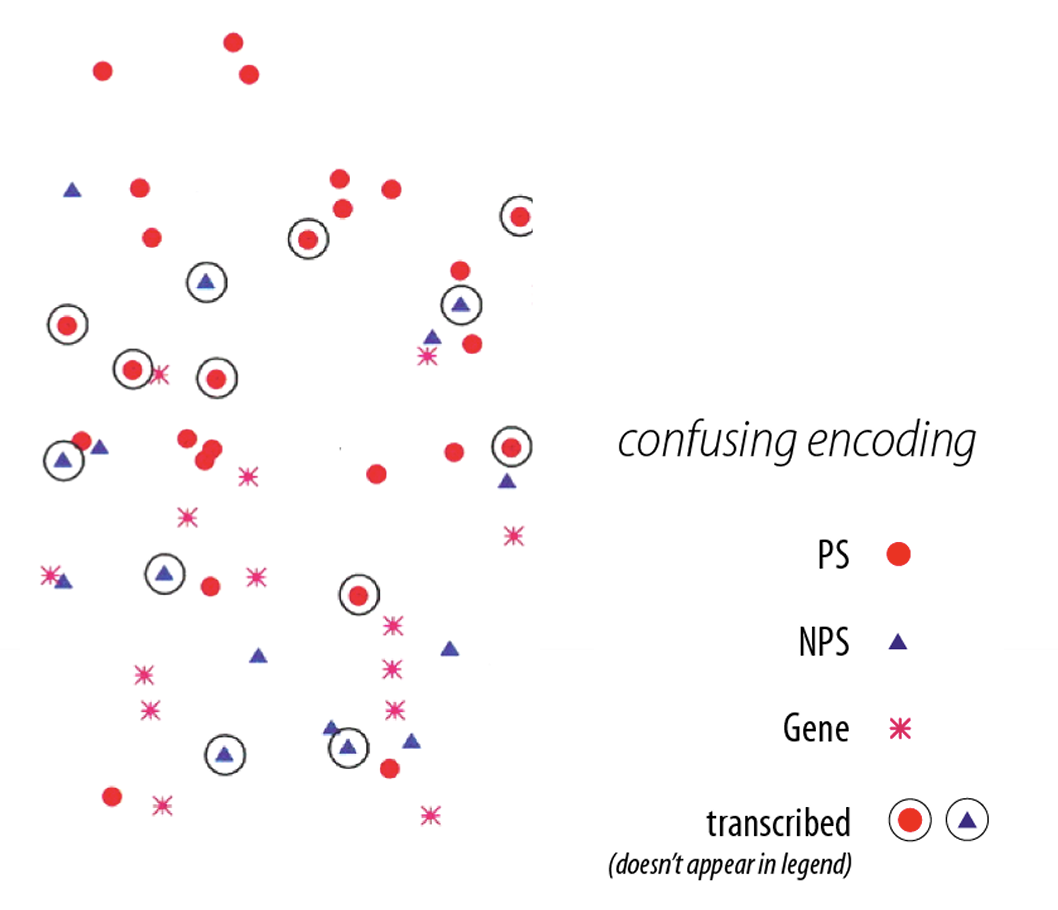 confusing encoding
PS
NPS
Gene
transcribed
(doesn't appear in legend)